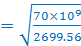 = √(70×10⁹ / 2699.56)